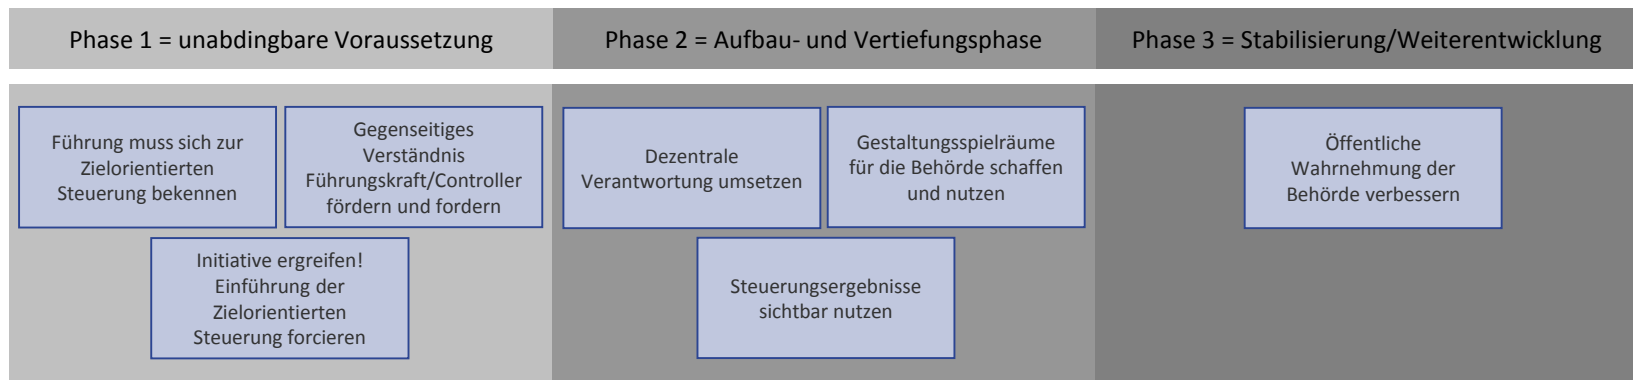 Phase 1 = unabdingbare Voraussetzung
Phase 2 = Aufbau- und Vertiefungsphase
Phase 3 = Stabilisierung/Weiterentwicklung
Führung muss sich zur
Zielorientierten
Steuerung bekennen
Gegenseitiges
Verständnis
Führungskraft/Controller
fördern und fordern
Initiative ergreifen!
Einführung der
Zielorientierten
Steuerung forcieren
Dezentrale
Verantwortung umsetzen
Gestaltungsspielräume
für die Behörde schaffen
und nutzen
Steuerungsergebnisse
sichtbar nutzen
Öffentliche
Wahrnehmung der
Behörde verbessern